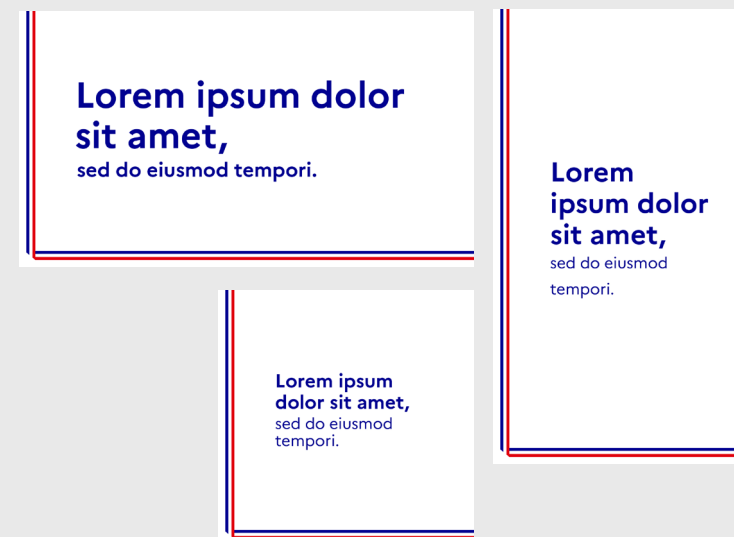 Lorem ipsum dolor
sit amet,
sed do eiusmod tempori.
Lorem
ipsum dolor
sit amet,
sed do eiusmod
tempori.
Lorem ipsum
dolor sit amet,
sed do eiusmod
tempori.